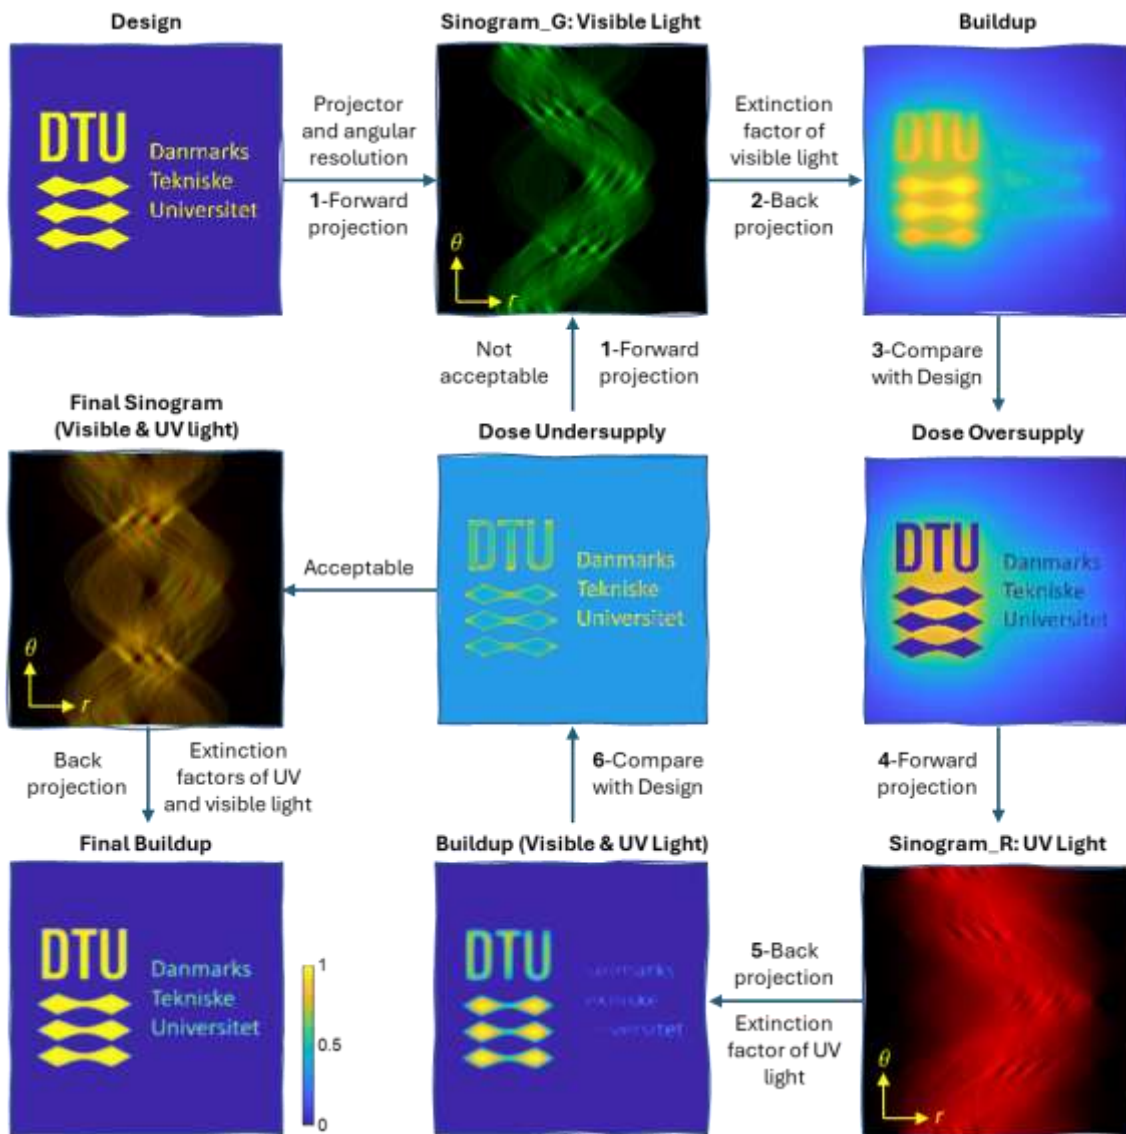 Design
Sinogram_G: Visible Light
Buildup
DTU
Danmarks
Tekniske
Universitet
Projector
and angular
resolution
1-Forward
projection
θ
r
Extinction
factor of
visible light
2-Back
projection
DTU
Not
acceptable
1-Forward
projection
3-Compare
with Design
Final Sinogram
(Visible & UV light)
Dose Undersupply
Dose Oversupply
θ
r
Acceptable
DTU
Danmarks
Tekniske
Universitet
DTU
Danmarks
Tekniske
Universitet
Back
projection
Extinction
factors of UV
and visible light
6-Compare
with Design
4-Forward
projection
Final Buildup
Buildup (Visible & UV Light)
Sinogram_R: UV Light
DTU
Danmarks
Tekniske
Universitet
1
0.5
0
DTU
5-Back
projection
Extinction
factor of UV
light
θ
r